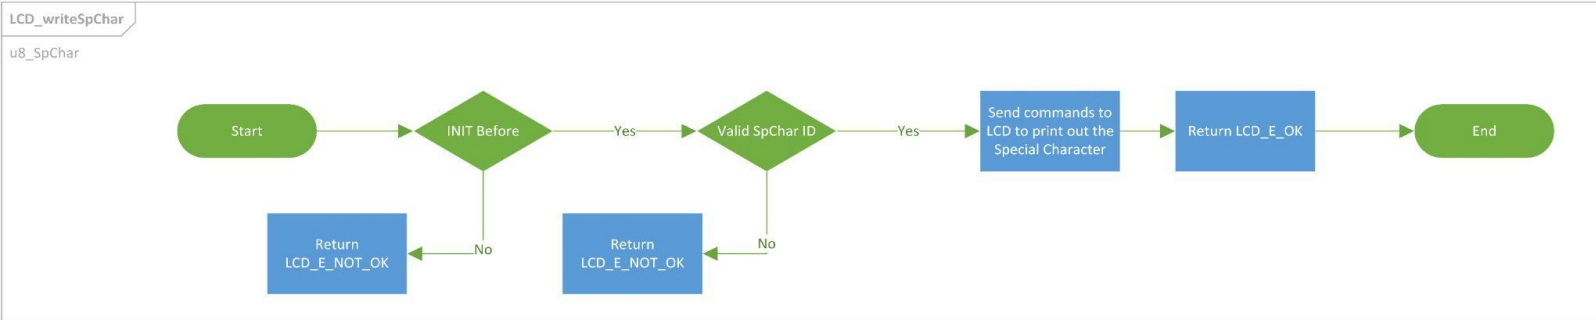 LCD_writeSpChar
u8_SpChar
Start
INIT Before
Yes
Valid SpChar ID
Yes
Send commands to
LCD to print out the
Special Character
Return LCD_E_OK
End
No
Return
LCD_E_NOT_OK
No
Return
LCD_E_NOT_OK